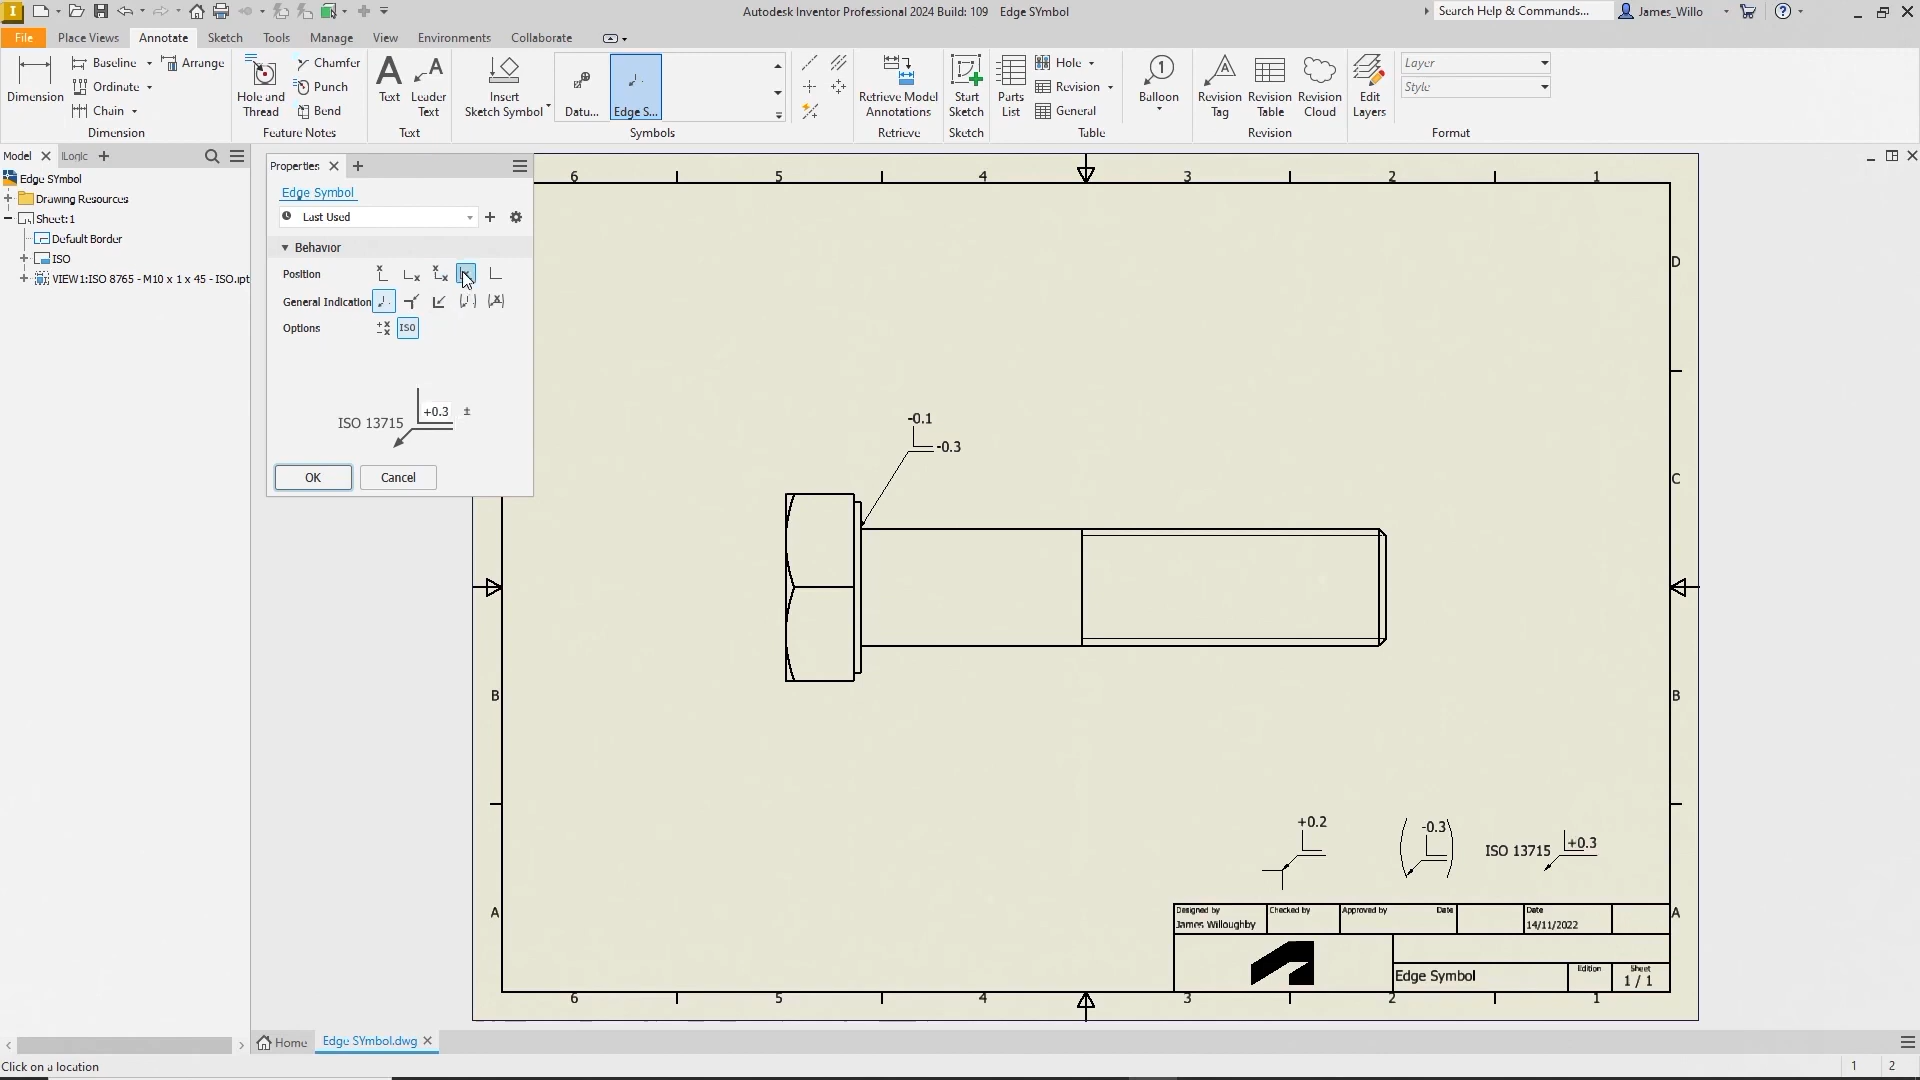 Autodesk Inventor Professional 2024 Build: 109 Edge SYmbol
Search Help & Commands...
James_Willo
File
Place Views
Annotate
Sketch
Tools
Manage
View
Environments
Collaborate
Dimension
Baseline
Ordinate
Chain
Arrange
Dimension
Hole and Thread
Chamfer
Punch
Bend
Feature Notes
Text
Leader Text
Text
Insert Sketch Symbol
Datu...
Edge S...
Symbols
Retrieve Model Annotations
Retrieve
Start Sketch
Sketch
Parts List
Hole
Revision
General
Table
Balloon
Revision Tag
Revision Table
Revision Cloud
Revision
Edit Layers
Layer
Style
Format
Model
iLogic
Edge SYmbol
Drawing Resources
Sheet:1
Default Border
ISO
VIEW1:ISO 8765 - M10 x 1 x 45 - ISO.ipt
Properties
Edge Symbol
Last Used
Behavior
Position
General Indication
Options
ISO
ISO 13715
+0.3
±
OK
Cancel
6 5 4 3 2 1
D
C
B
B
A
A
-0.1
-0.3
+0.2
-0.3
ISO 13715 +0.3
Designed by
James Willoughby
Checked by
Approved by
Date
Date
14/11/2022
Edge Symbol
Edition
Sheet
1 / 1
6 5 4 3 2 1
Home
Edge SYmbol.dwg
Click on a location
1 2